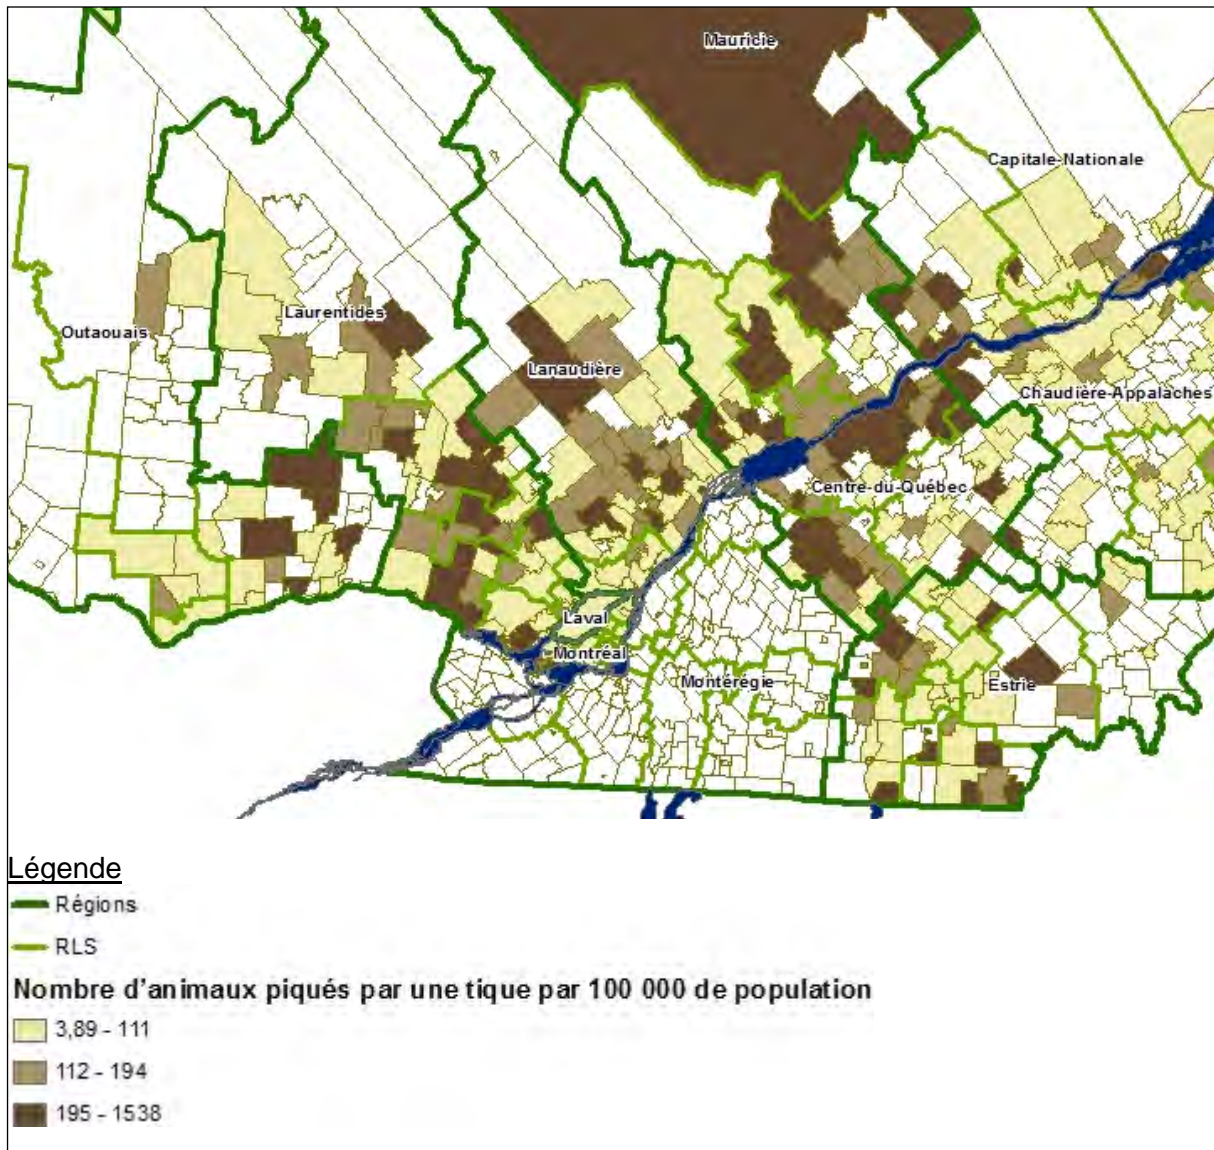 Mauricie
Capitale-Nationale
Laurentides
Outaouais
Lanaudière
Chaudière-Appalaches
Centre-du-Québec
Laval
Montréal
Montérégie
Estrie
Légende
Régions
RLS
Nombre d'animaux piqués par une tique par 100 000 de population
3,89 - 111
112 - 194
195 - 1538